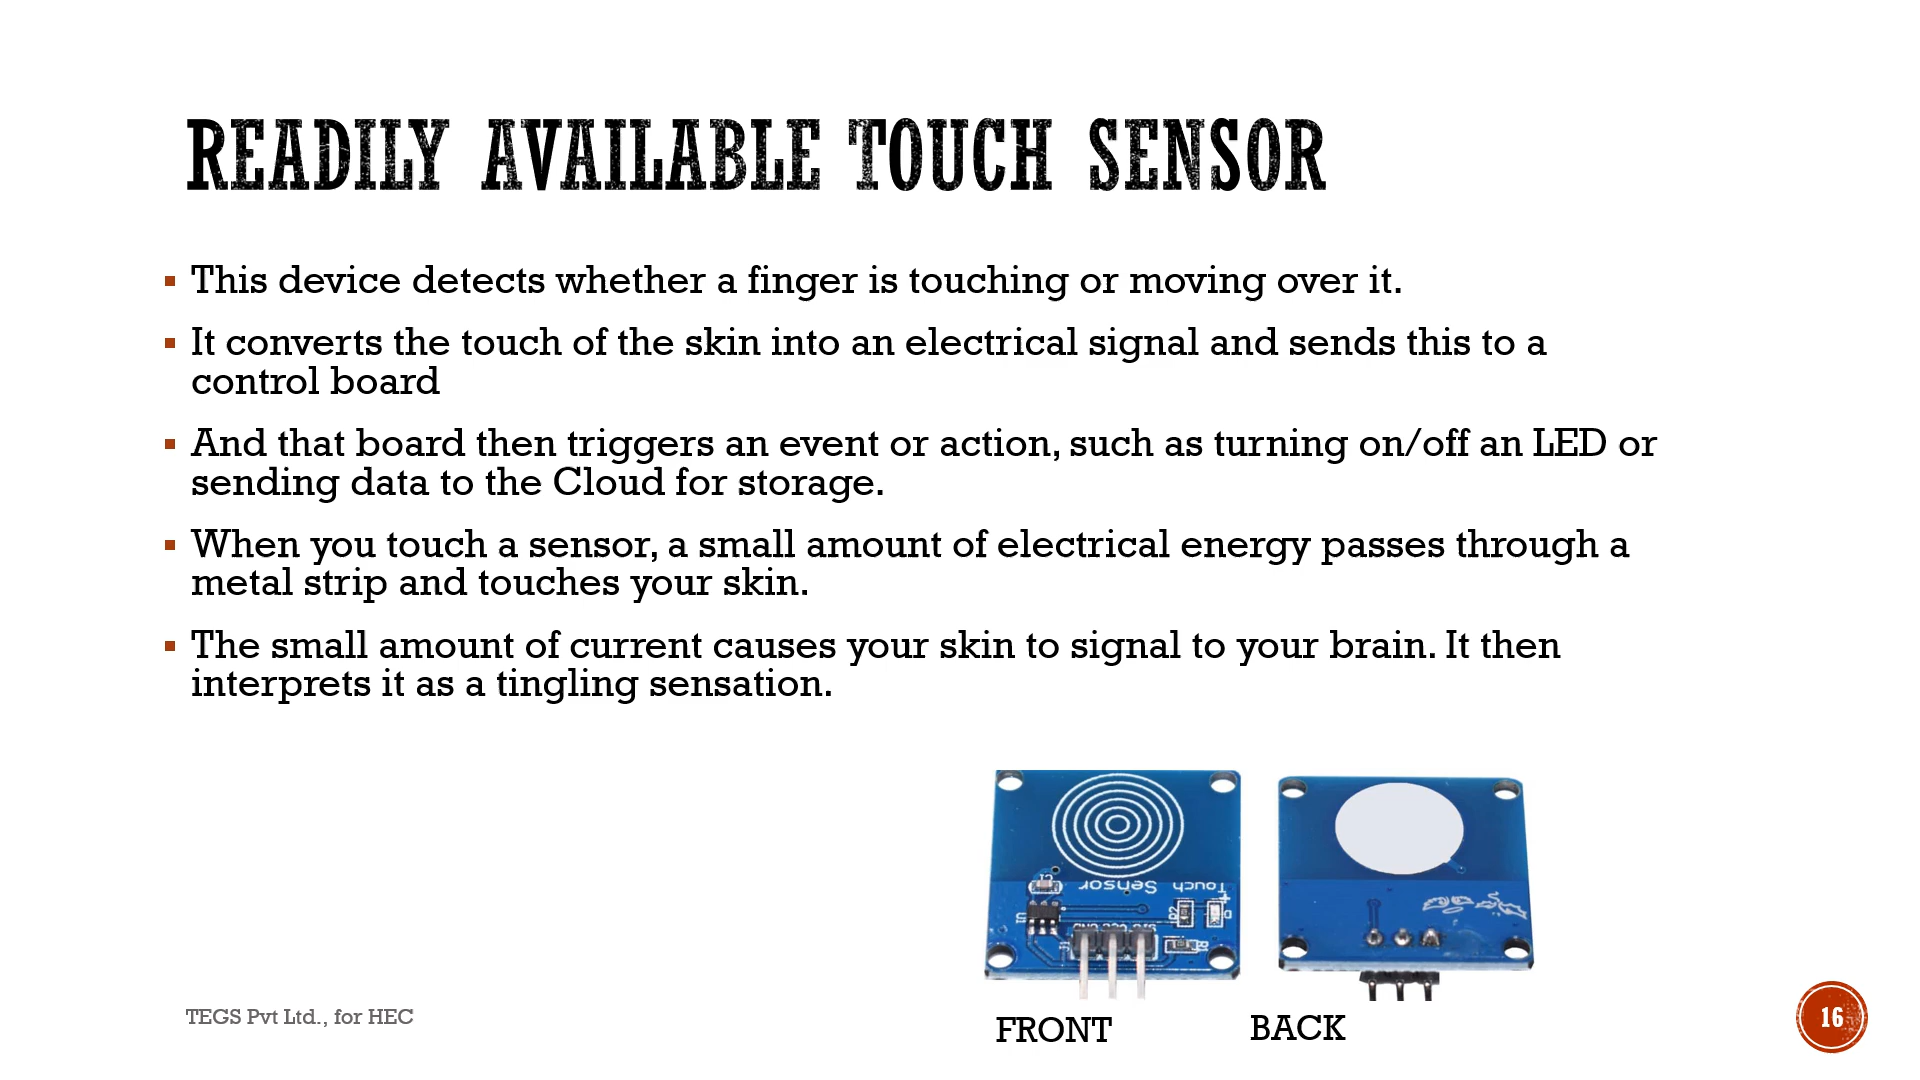 READILY AVAILABLE TOUCH SENSOR
This device detects whether a finger is touching or moving over it.
It converts the touch of the skin into an electrical signal and sends this to a
control board
And that board then triggers an event or action, such as turning on/off an LED or
sending data to the Cloud for storage.
When you touch a sensor, a small amount of electrical energy passes through a
metal strip and touches your skin.
The small amount of current causes your skin to signal to your brain. It then
interprets it as a tingling sensation.
Touch Sensor
R2
FRONT
BACK
TEGS Pvt Ltd., for HEC
16